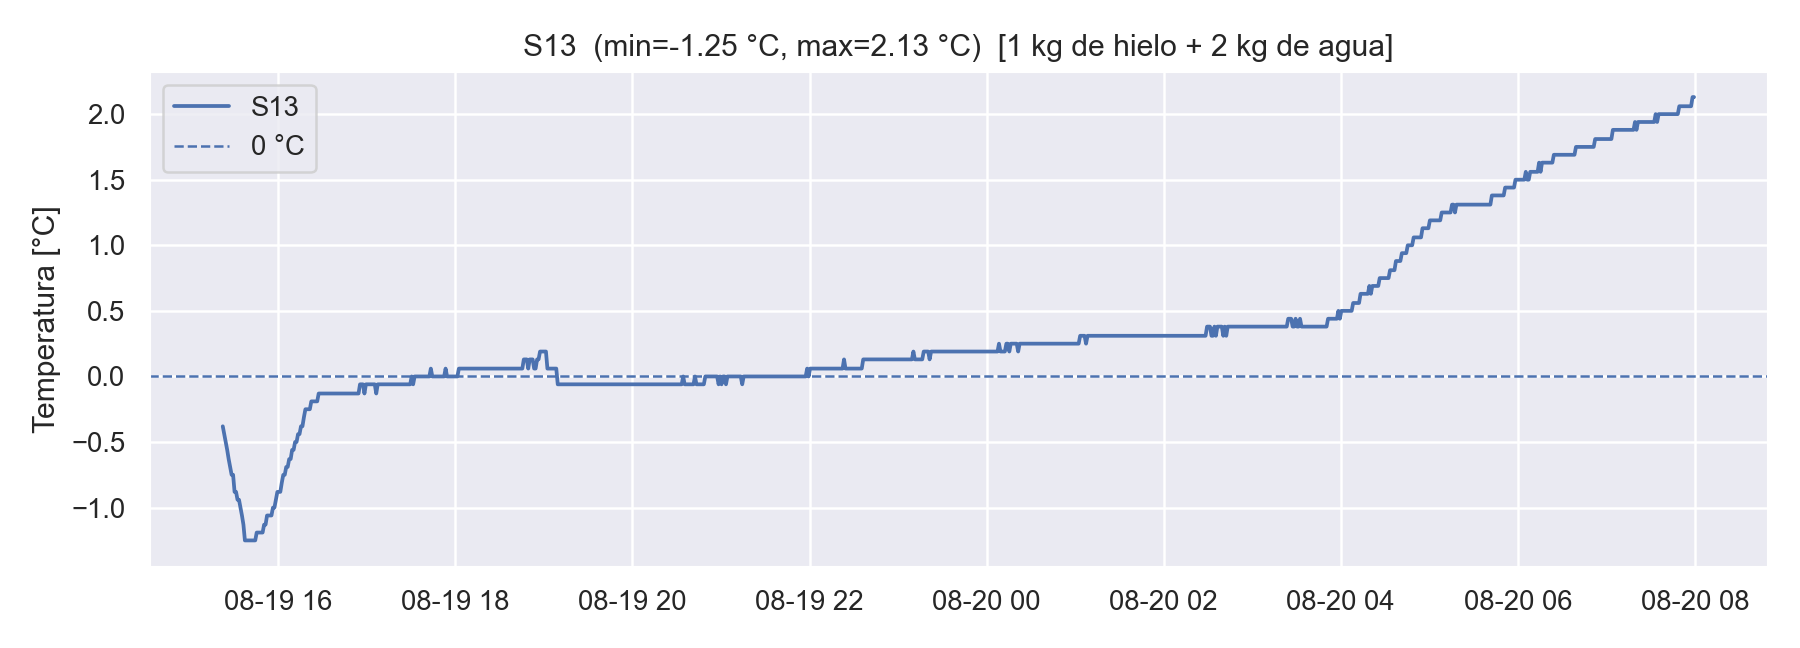 S13 (min=-1.25 °C, max=2.13 °C) [1 kg de hielo + 2 kg de agua]
S13
0 °C
Temperatura [°C]
2.0
1.5
1.0
0.5
0.0
−0.5
−1.0
08-19 16 08-19 18 08-19 20 08-19 22 08-20 00 08-20 02 08-20 04 08-20 06 08-20 08